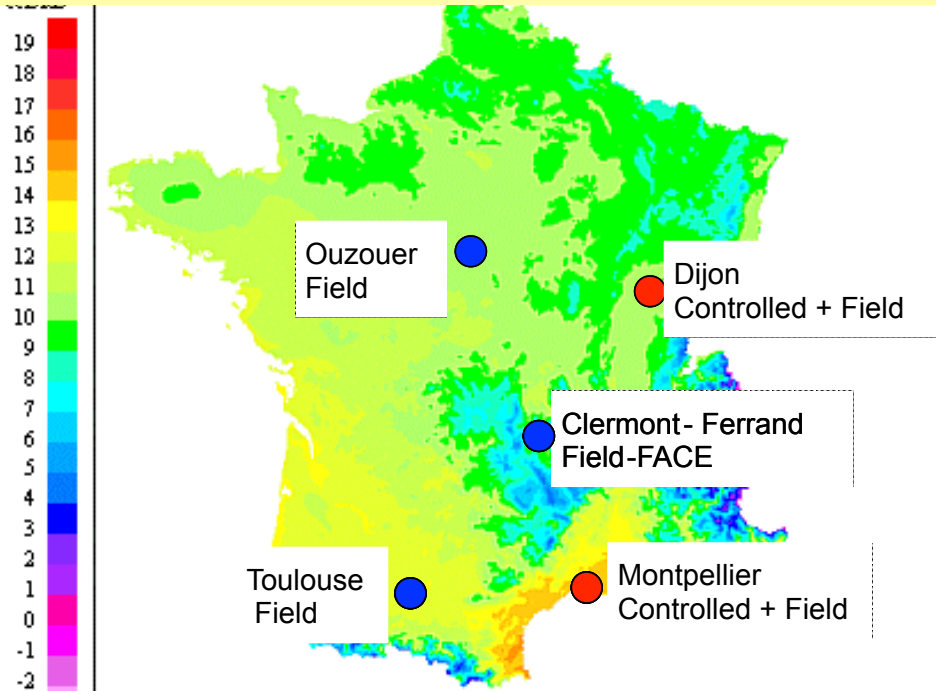 19
18
17
16
15
14
13
12
11
10
9
8
7
6
5
4
3
2
1
0
-1
-2
Ouzouer
Field
Dijon
Controlled + Field
Clermont- Ferrand
Field-FACE
Toulouse
Field
Montpellier
Controlled + Field